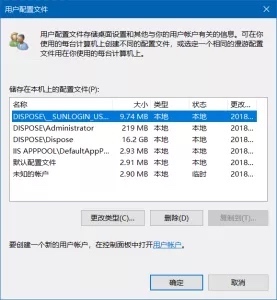 用户配置文件
用户配置文件存储桌面设置和其他与你的用户帐户有关的信息。可在你使用的每台计算机上创建不同的配置文件，或选定一个相同的漫游配置文件用在你使用的每台计算机上。
储存在本机上的配置文件(P):
名称 大小 类型 状态 更改...
DISPOSE\__SUNLOGIN_US... 9.74 MB 本地 本地 2018...
DISPOSE\Administrator 219 MB 本地 本地 2018...
DISPOSE\Dispose 16.2 GB 本地 本地 2018...
IIS APPPOOL\DefaultAppP... 2.93 MB 本地 本地 2018...
默认配置文件 2.91 MB 本地 本地 2018...
未知的帐户 2.90 MB 本地 临时 2018...
更改类型(C)... 删除(D) 复制到(T)...
要创建一个新的用户帐户，在控制面板中打开用户帐户。
确定 取消